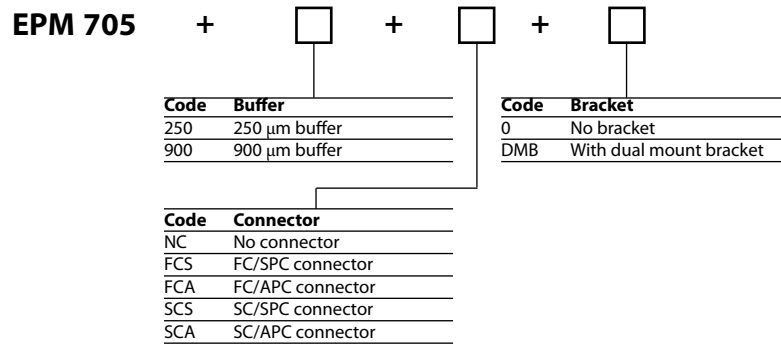 EPM 705 + + +
Code Buffer
250 250 µm buffer
900 900 µm buffer
Code Bracket
0 No bracket
DMB With dual mount bracket
Code Connector
NC No connector
FCS FC/SPC connector
FCA FC/APC connector
SCS SC/SPC connector
SCA SC/APC connector